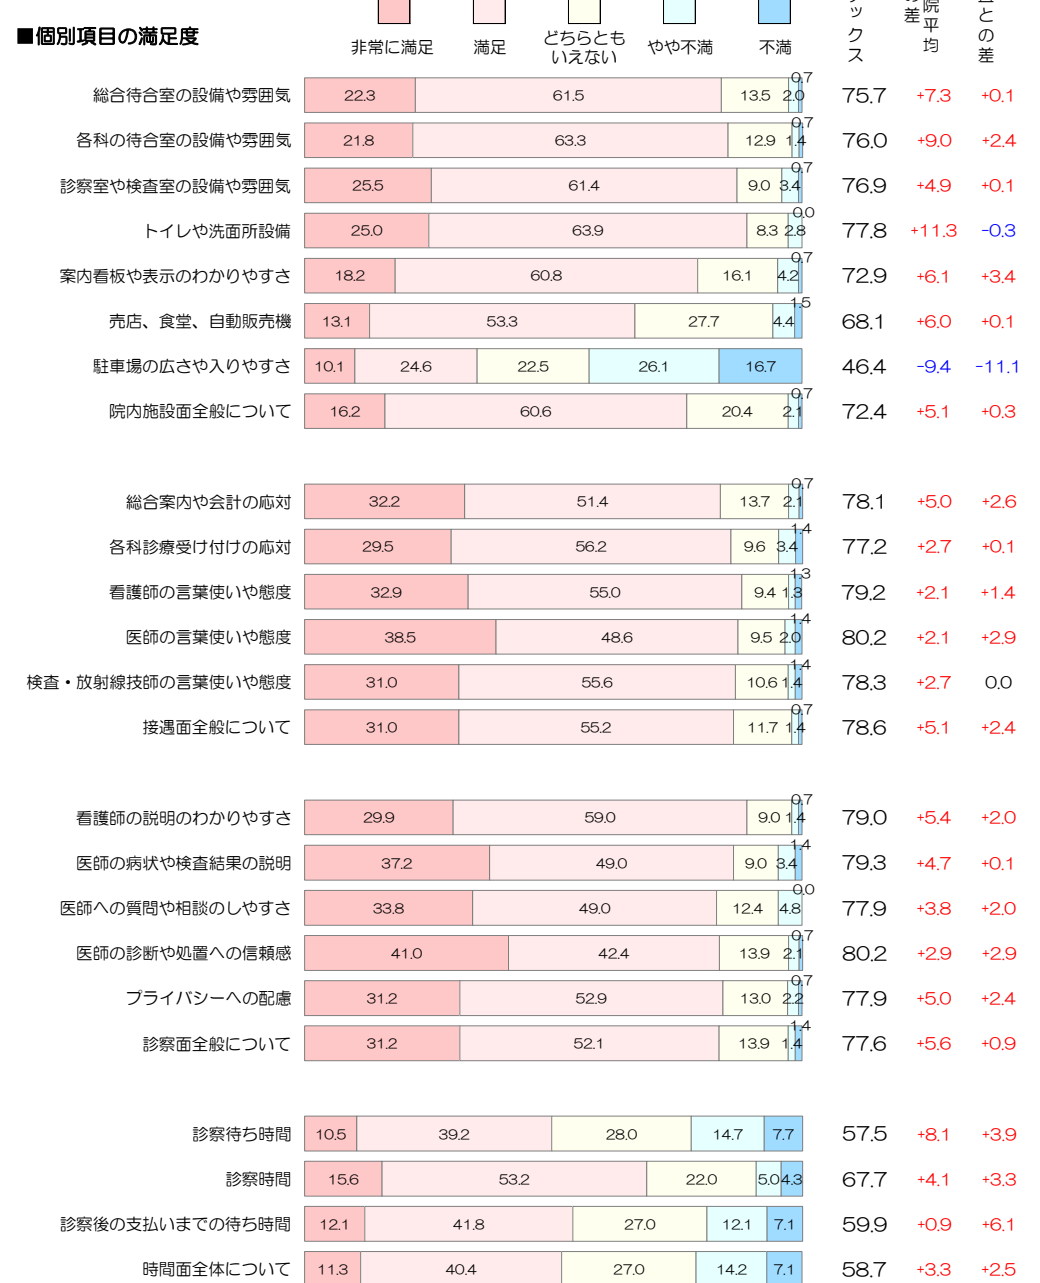 ■個別項目の満足度
非常に満足 満足 どちらとも やや不満 不満
いえない
ックス
の差 院平均
との差
総合待合室の設備や雰囲気 22.3 61.5 13.5 2.0 0.7 75.7 +7.3 +0.1
各科の待合室の設備や雰囲気 21.8 63.3 12.9 1.4 0.7 76.0 +9.0 +2.4
診察室や検査室の設備や雰囲気 25.5 61.4 9.0 3.4 0.7 76.9 +4.9 +0.1
トイレや洗面所設備 25.0 63.9 8.3 2.8 0.0 77.8 +11.3 -0.3
案内看板や表示のわかりやすさ 18.2 60.8 16.1 4.2 0.7 72.9 +6.1 +3.4
売店、食堂、自動販売機 13.1 53.3 27.7 4.4 1.5 68.1 +6.0 +0.1
駐車場の広さや入りやすさ 10.1 24.6 22.5 26.1 16.7 46.4 -9.4 -11.1
院内施設面全般について 16.2 60.6 20.4 2.1 0.7 72.4 +5.1 +0.3
総合案内や会計の応対 32.2 51.4 13.7 2.1 0.7 78.1 +5.0 +2.6
各科診療受け付けの応対 29.5 56.2 9.6 3.4 1.4 77.2 +2.7 +0.1
看護師の言葉使いや態度 32.9 55.0 9.4 1.3 1.3 79.2 +2.1 +1.4
医師の言葉使いや態度 38.5 48.6 9.5 2.0 1.4 80.2 +2.1 +2.9
検査・放射線技師の言葉使いや態度 31.0 55.6 10.6 1.4 1.4 78.3 +2.7 0.0
接遇面全般について 31.0 55.2 11.7 1.4 0.7 78.6 +5.1 +2.4
看護師の説明のわかりやすさ 29.9 59.0 9.0 1.4 0.7 79.0 +5.4 +2.0
医師の病状や検査結果の説明 37.2 49.0 9.0 3.4 1.4 79.3 +4.7 +0.1
医師への質問や相談のしやすさ 33.8 49.0 12.4 4.8 0.0 77.9 +3.8 +2.0
医師の診断や処置への信頼感 41.0 42.4 13.9 2.1 0.7 80.2 +2.9 +2.9
プライバシーへの配慮 31.2 52.9 13.0 2.2 0.7 77.9 +5.0 +2.4
診察面全般について 31.2 52.1 13.9 1.4 1.4 77.6 +5.6 +0.9
診察待ち時間 10.5 39.2 28.0 14.7 7.7 57.5 +8.1 +3.9
診察時間 15.6 53.2 22.0 5.0 4.3 67.7 +4.1 +3.3
診察後の支払いまでの待ち時間 12.1 41.8 27.0 12.1 7.1 59.9 +0.9 +6.1
時間面全体について 11.3 40.4 27.0 14.2 7.1 58.7 +3.3 +2.5